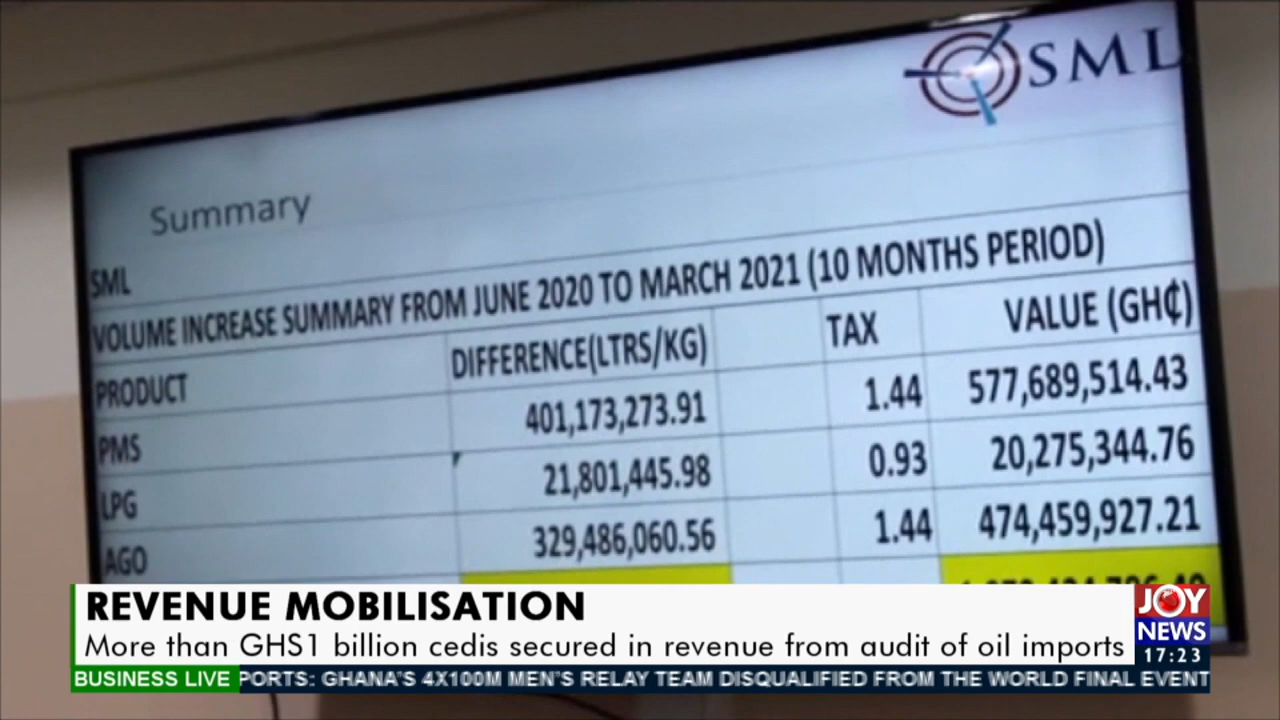 SML
Summary
SML
VOLUME INCREASE SUMMARY FROM JUNE 2020 TO MARCH 2021 (10 MONTHS PERIOD)
PRODUCT DIFFERENCE(LTRS/KG) TAX VALUE (GH₵)
PMS 401,173,273.91 1.44 577,689,514.43
LPG 21,801,445.98 0.93 20,275,344.76
AGO 329,486,060.56 1.44 474,459,927.21
REVENUE MOBILISATION
More than GHS1 billion cedis secured in revenue from audit of oil imports
JOY
NEWS
17:23
BUSINESS LIVE PORTS: GHANA'S 4X100M MEN'S RELAY TEAM DISQUALIFIED FROM THE WORLD FINAL EVENT